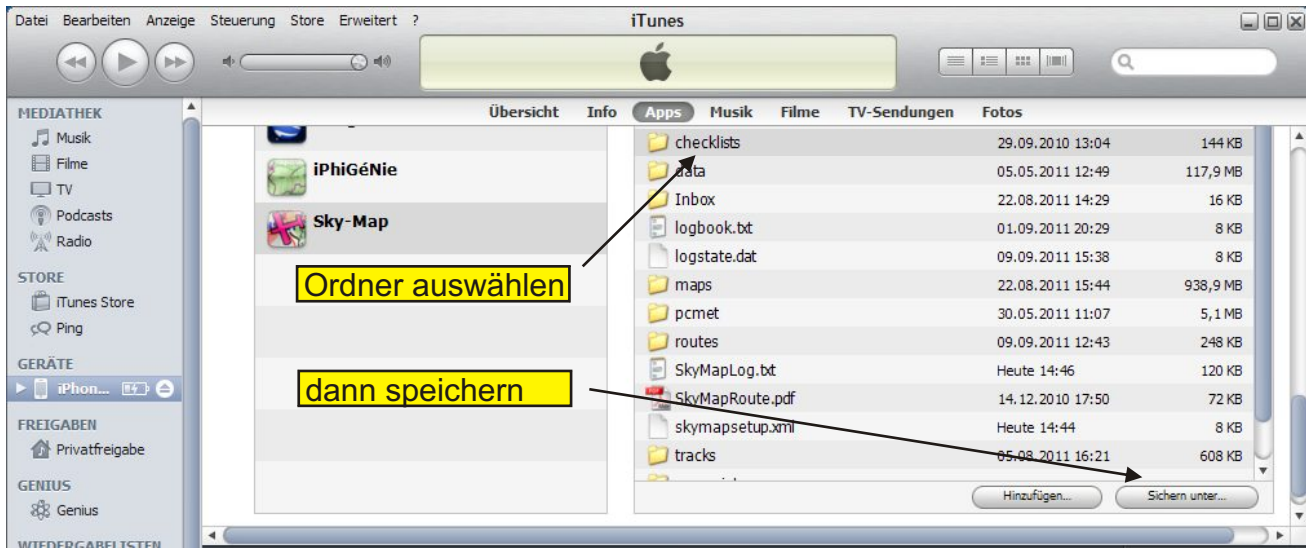 Datei Bearbeiten Anzeige Steuerung Store Erweitert ?
iTunes
Übersicht Info Apps Musik Filme TV-Sendungen Fotos
MEDIATHEK
Musik
Filme
TV
Podcasts
Radio
STORE
iTunes Store
Ping
GERÄTE
iPhon...
FREIGABEN
Privatfreigabe
GENIUS
Genius
WIEDERGABELISTEN
iPhiGéNie
Sky-Map
Ordner auswählen
dann speichern
checklists 29.09.2010 13:04 144 KB
data 05.05.2011 12:49 117,9 MB
Inbox 22.08.2011 14:29 16 KB
logbook.txt 01.09.2011 20:29 8 KB
logstate.dat 09.09.2011 15:38 8 KB
maps 22.08.2011 15:44 938,9 MB
pcmet 30.05.2011 11:07 5,1 MB
routes 09.09.2011 12:43 248 KB
SkyMapLog.txt Heute 14:46 120 KB
SkyMapRoute.pdf 14.12.2010 17:50 72 KB
skymapsetup.xml Heute 14:44 8 KB
tracks 05.08.2011 16:21 608 KB
Hinzufügen... Sichern unter...